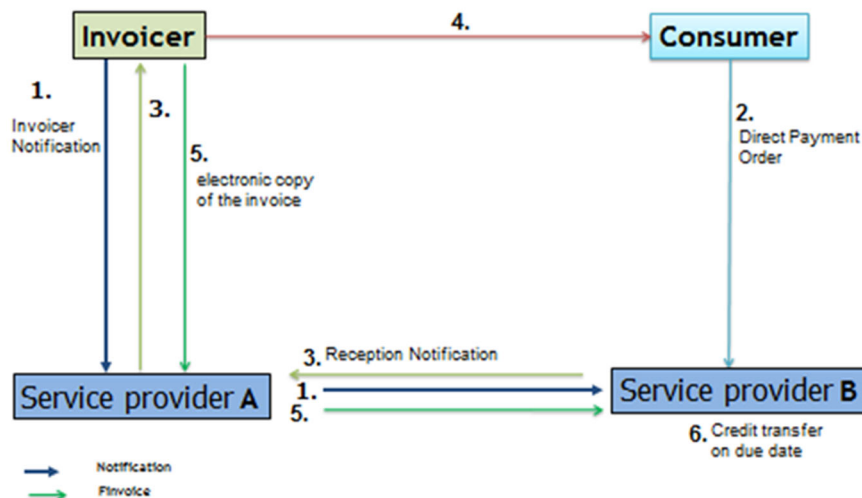 Invoicer
4.
Consumer
1.
Invoicer
Notification
3.
5.
electronic copy
of the invoice
2.
Direct Payment
Order
3. Reception Notification
Service provider A
1.
5.
Service provider B
6. Credit transfer
on due date
Notification
Finvoice